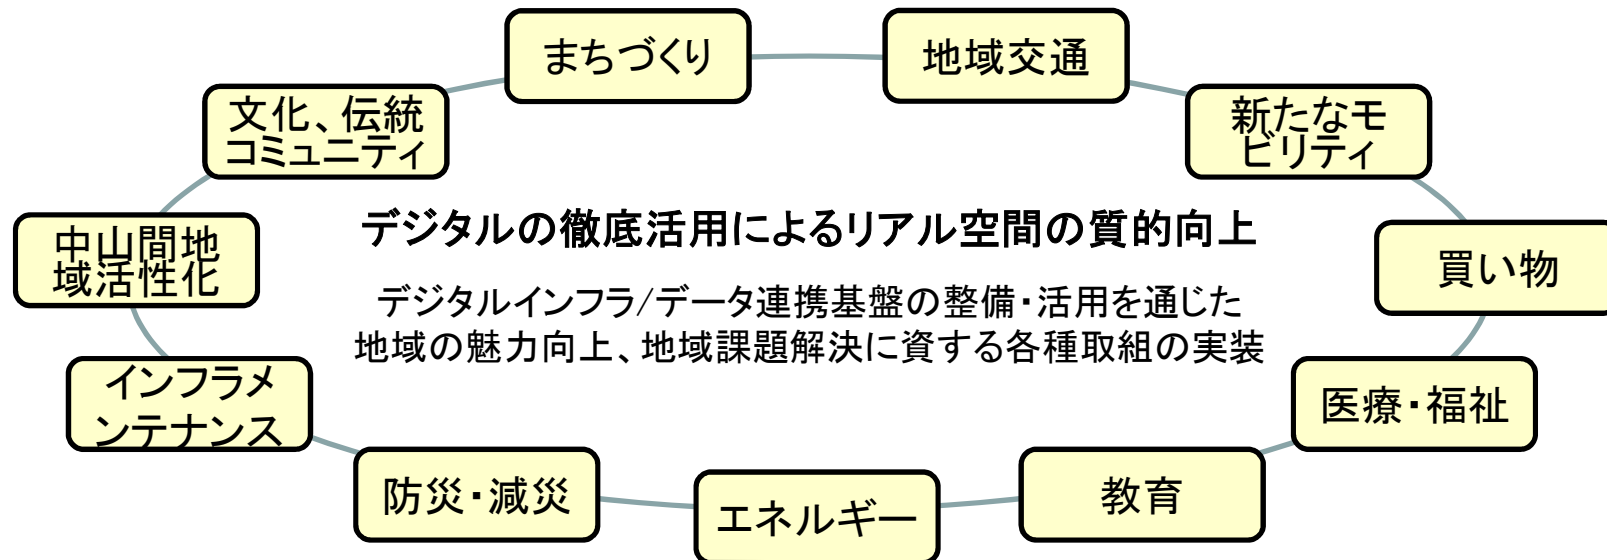 まちづくり
地域交通
文化、伝統
コミュニティ
新たなモ
ビリティ
デジタルの徹底活用によるリアル空間の質的向上
中山間地
域活性化
買い物
デジタルインフラ/データ連携基盤の整備・活用を通じた
地域の魅力向上、地域課題解決に資する各種取組の実装
インフラメ
ンテナンス
医療・福祉
防災・減災
エネルギー
教育